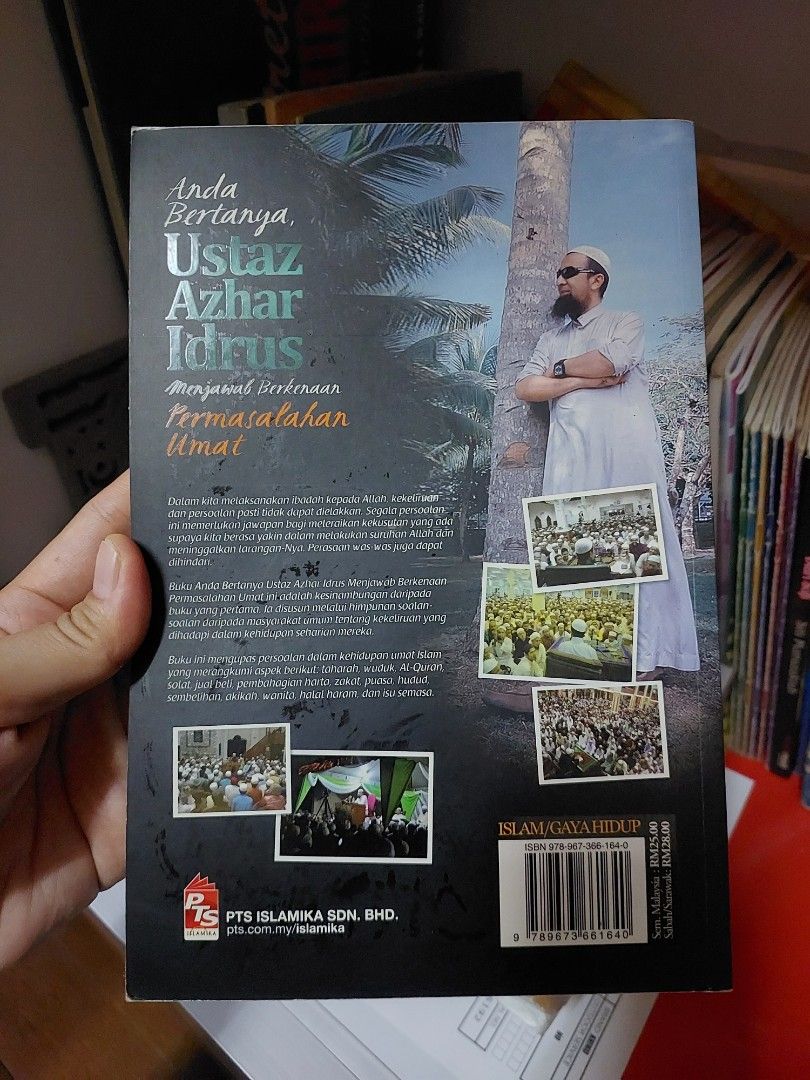 Anda
Bertanya,
Ustaz
Azhar
Idrus
Menjawab Berkenaan
Permasalahan
Umat
Dalam kita melaksanakan ibadah kepada Allah, kekeliruan
dan persoalan pasti tidak dapat dielakkan. Segala persoalan
ini memerlukan jawapan bagi meleraikan kekusutan yang ada
supaya kita berasa yakin dalam melakukan suruhan Allah dan
meninggalkan larangan-Nya. Perasaan was-was juga dapat
dihindari.
Buku Anda Bertanya Ustaz Azhar Idrus Menjawab Berkenaan
Permasalahan Umat ini adalah kesinambungan daripada
buku yang pertama. Ia disusun melalui himpunan soalan-
soalan daripada masyarakat umum tentang kekeliruan yang
dihadapi dalam kehidupan seharian mereka.
Buku ini mengupas persoalan dalam kehidupan umat Islam
yang merangkumi aspek berikut: taharah, wuduk, Al-Quran,
solat, jual beli, pembahagian harta, zakat, puasa, hudud,
sembelihan, akikah, wanita, halal haram, dan isu semasa.
ISLAM/GAYA HIDUP
ISBN 978-967-366-164-0
9 789673 661640
Sem. Malaysia : RM25.00
Sabah/Sarawak: RM28.00
PTS
ISLAMIKA
PTS ISLAMIKA SDN. BHD.
pts.com.my/islamika